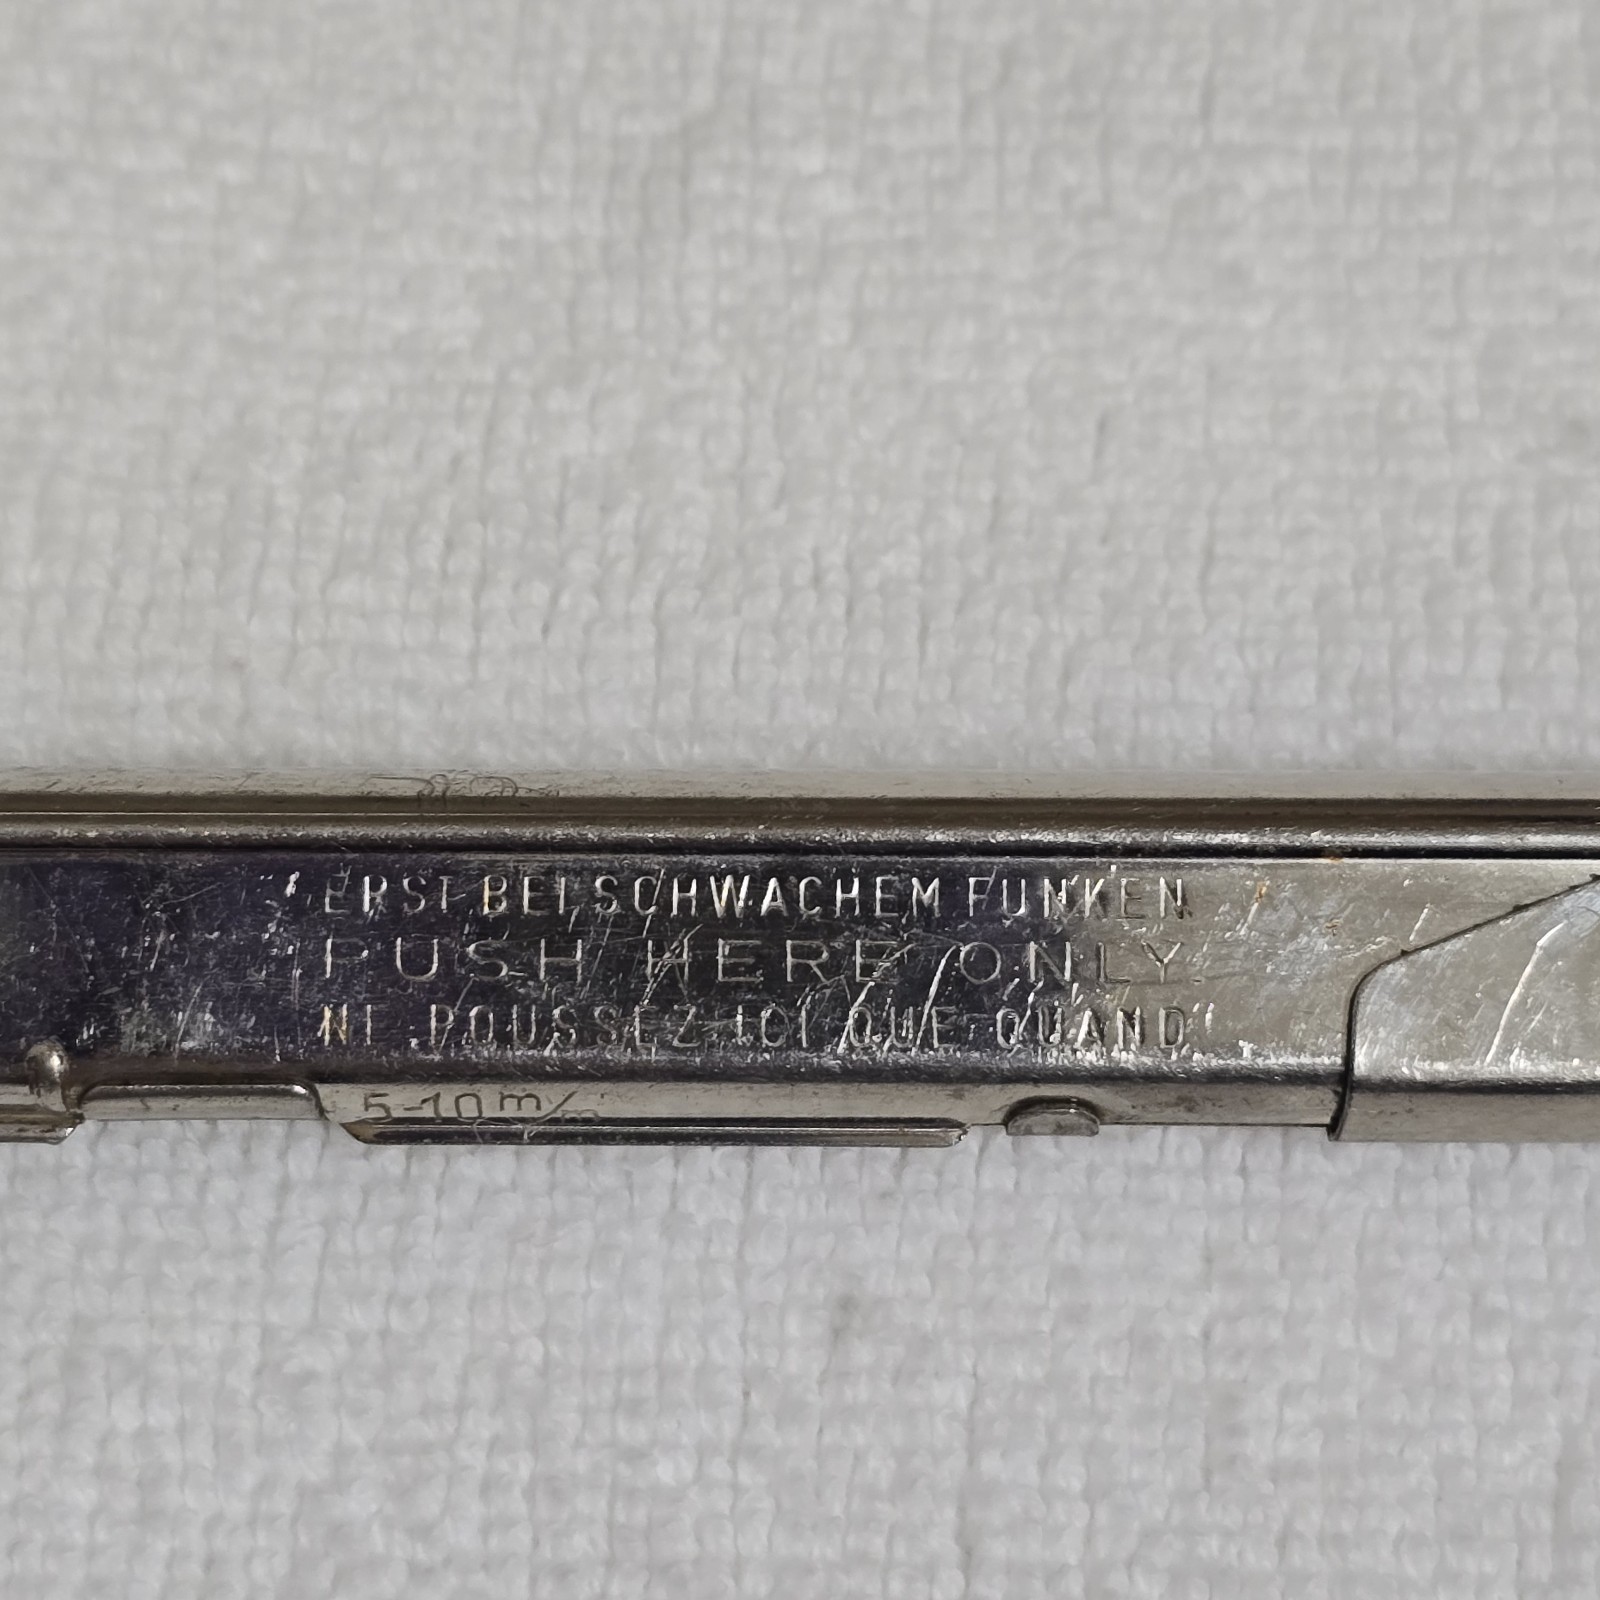 ERST BEI SCHWACHEM FUNKEN
PUSH HERE ONLY.
NE POUSSEZ ICI QUE QUAND
5-10 m/m